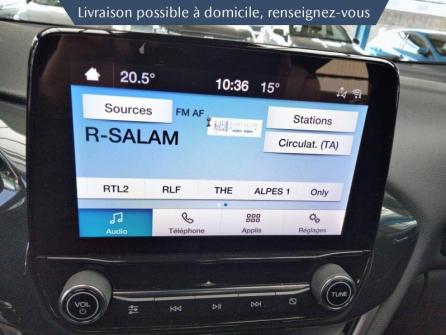 Livraison possible à domicile, renseignez-vous
20.5° 10:36 15°
Sources FM AF Stations
R-SALAM Circulat. (TA)
RTL2 RLF THE ALPES 1 Only
Audio Téléphone Applis Réglages
VOL TUNE